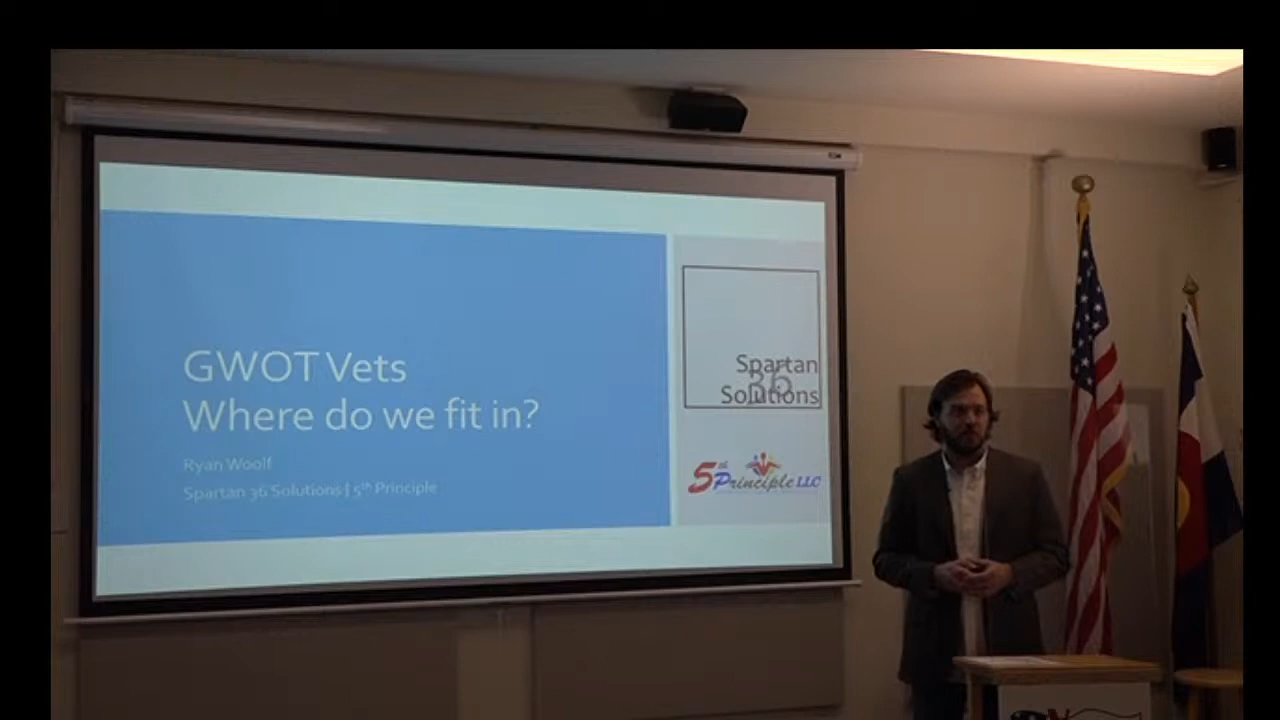 GWOT Vets
Where do we fit in?
Ryan Woolf
Spartan 36 Solutions | 5th Principle
Spartan
36
Solutions
5th Principle LLC